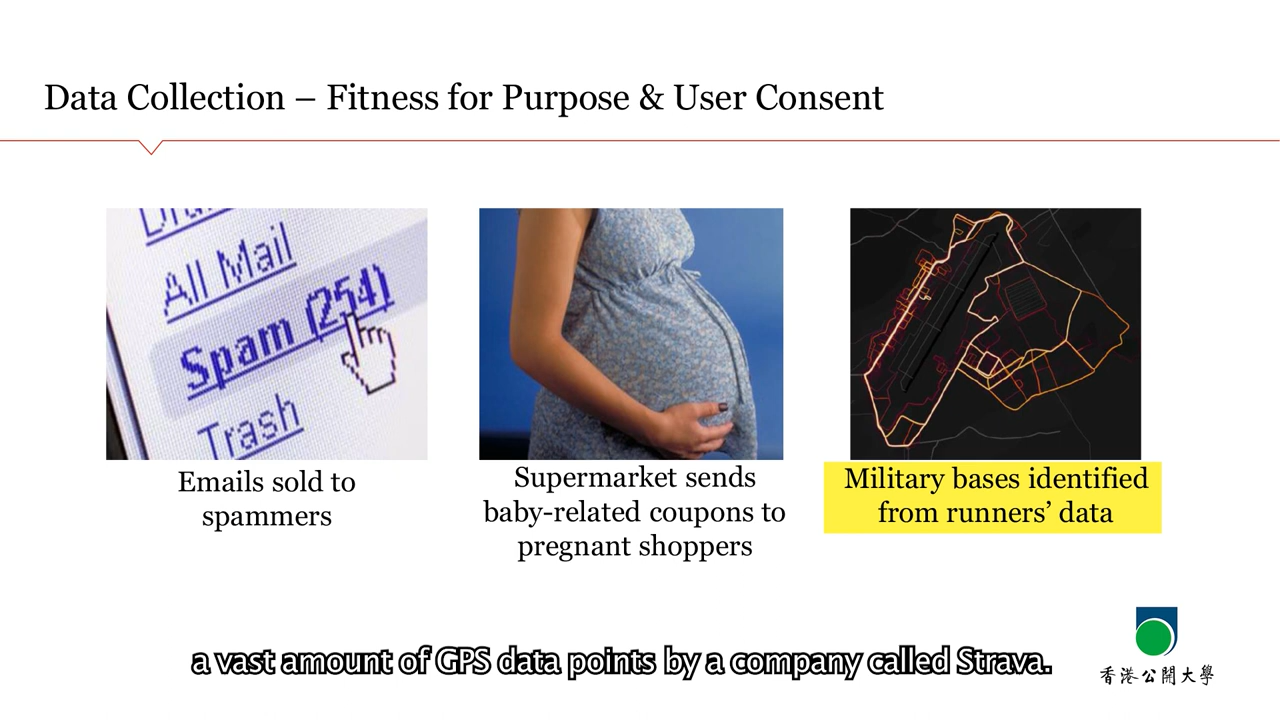 Data Collection – Fitness for Purpose & User Consent
All Mail
Spam (254)
Trash
Emails sold to
spammers
Supermarket sends
baby-related coupons to
pregnant shoppers
Military bases identified
from runners’ data
a vast amount of GPS data points by a company called Strava.
香港公開大學